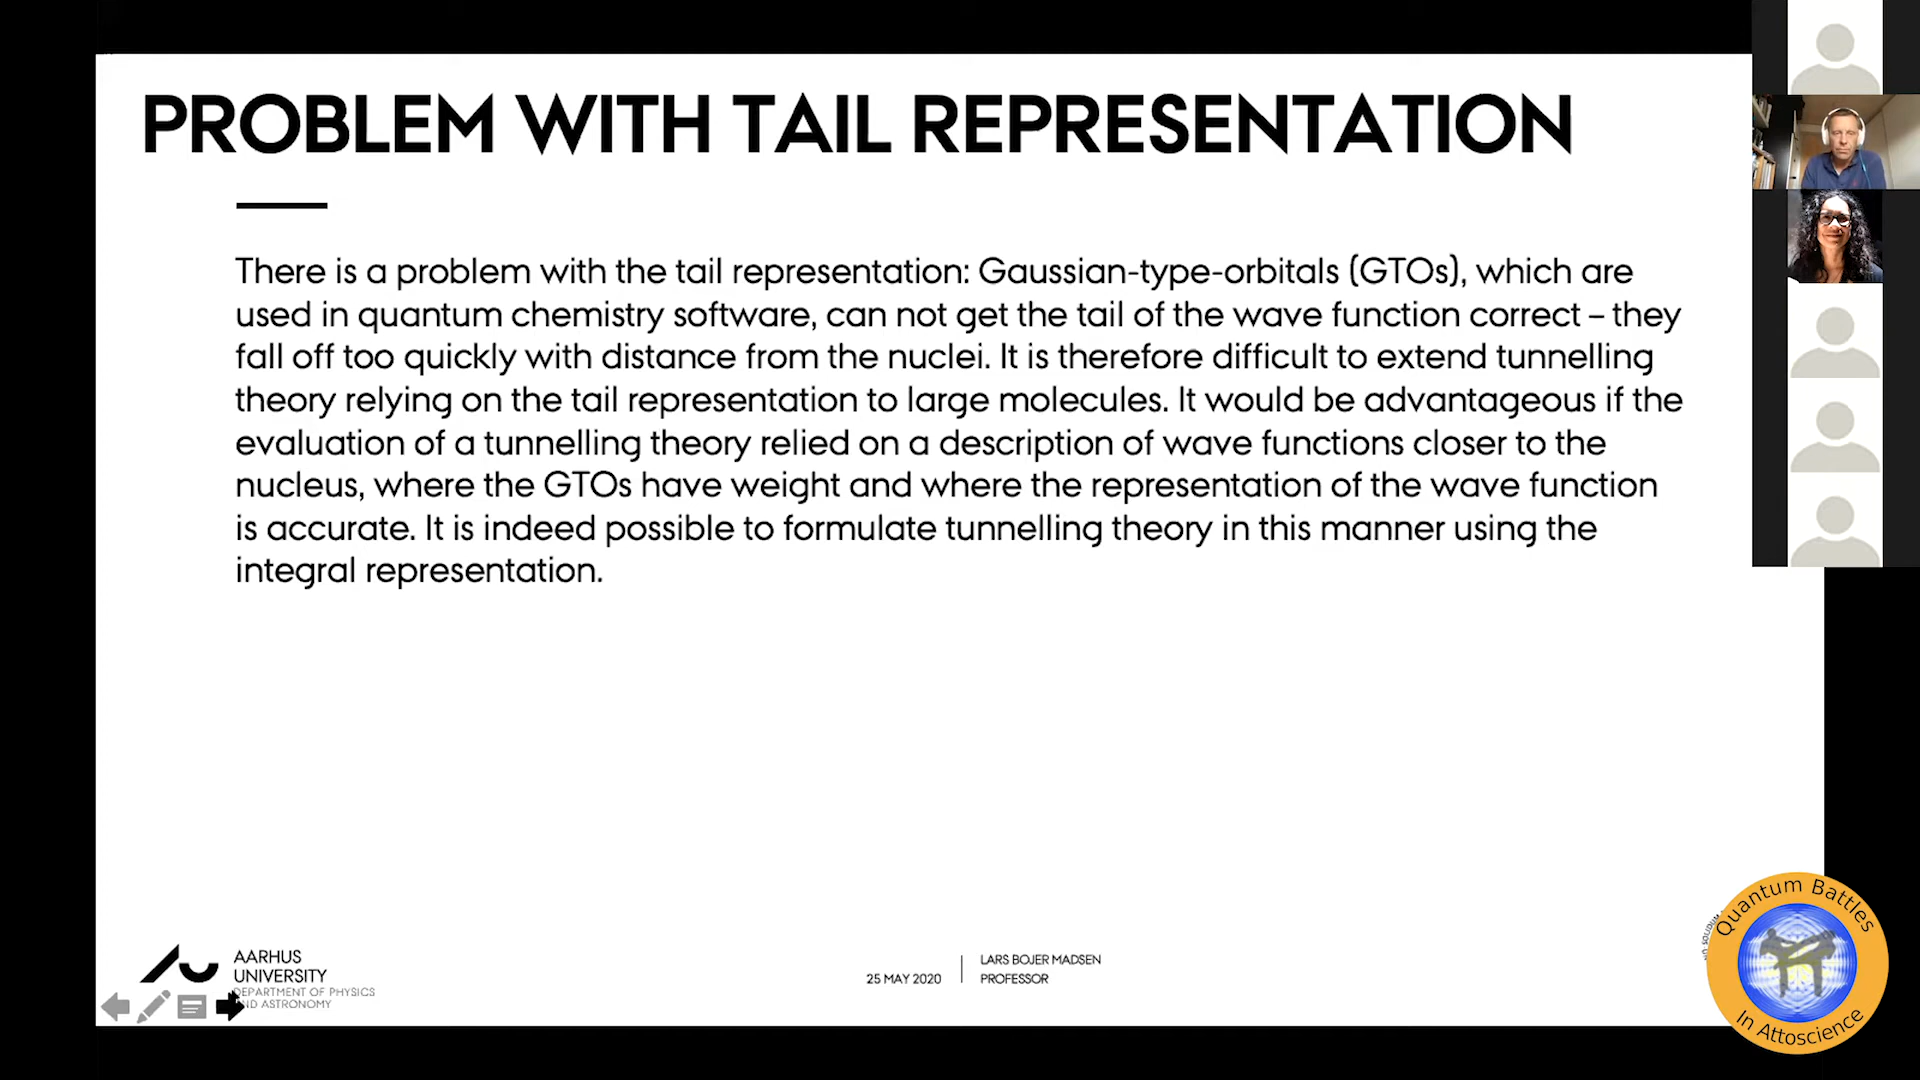 PROBLEM WITH TAIL REPRESENTATION
There is a problem with the tail representation: Gaussian-type-orbitals (GTOs), which are
used in quantum chemistry software, can not get the tail of the wave function correct – they
fall off too quickly with distance from the nuclei. It is therefore difficult to extend tunnelling
theory relying on the tail representation to large molecules. It would be advantageous if the
evaluation of a tunnelling theory relied on a description of wave functions closer to the
nucleus, where the GTOs have weight and where the representation of the wave function
is accurate. It is indeed possible to formulate tunnelling theory in this manner using the
integral representation.
AARHUS
UNIVERSITY
DEPARTMENT OF PHYSICS
AND ASTRONOMY
25 MAY 2020
LARS BOJER MADSEN
PROFESSOR
Quantum Battles
In Attoscience